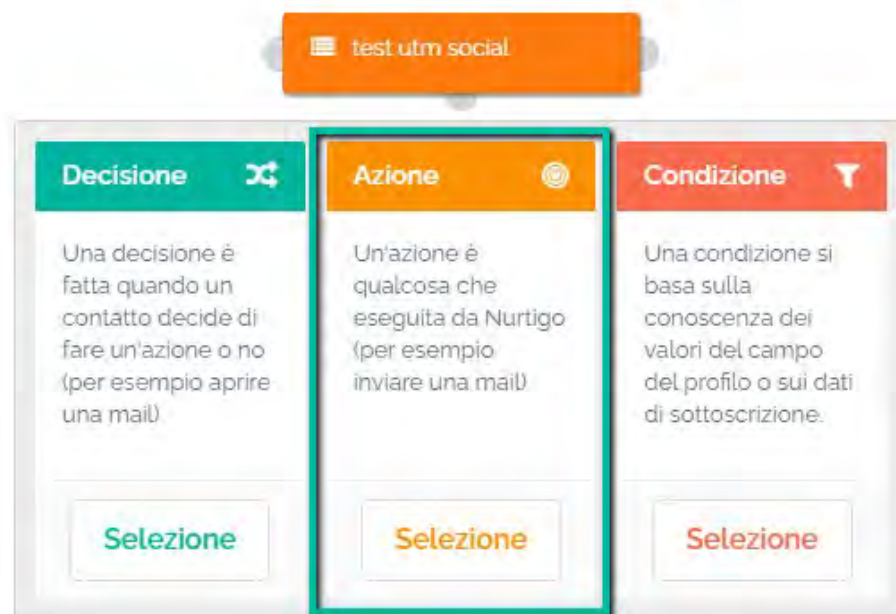 test utm social
Decisione
Una decisione è
fatta quando un
contatto decide di
fare un'azione o no
(per esempio aprire
una mail)
Selezione
Azione
Un'azione è
qualcosa che
eseguita da Nurtigo
(per esempio
inviare una mail)
Selezione
Condizione
Una condizione si
basa sulla
conoscenza dei
valori del campo
del profilo o sui dati
di sottoscrizione.
Selezione